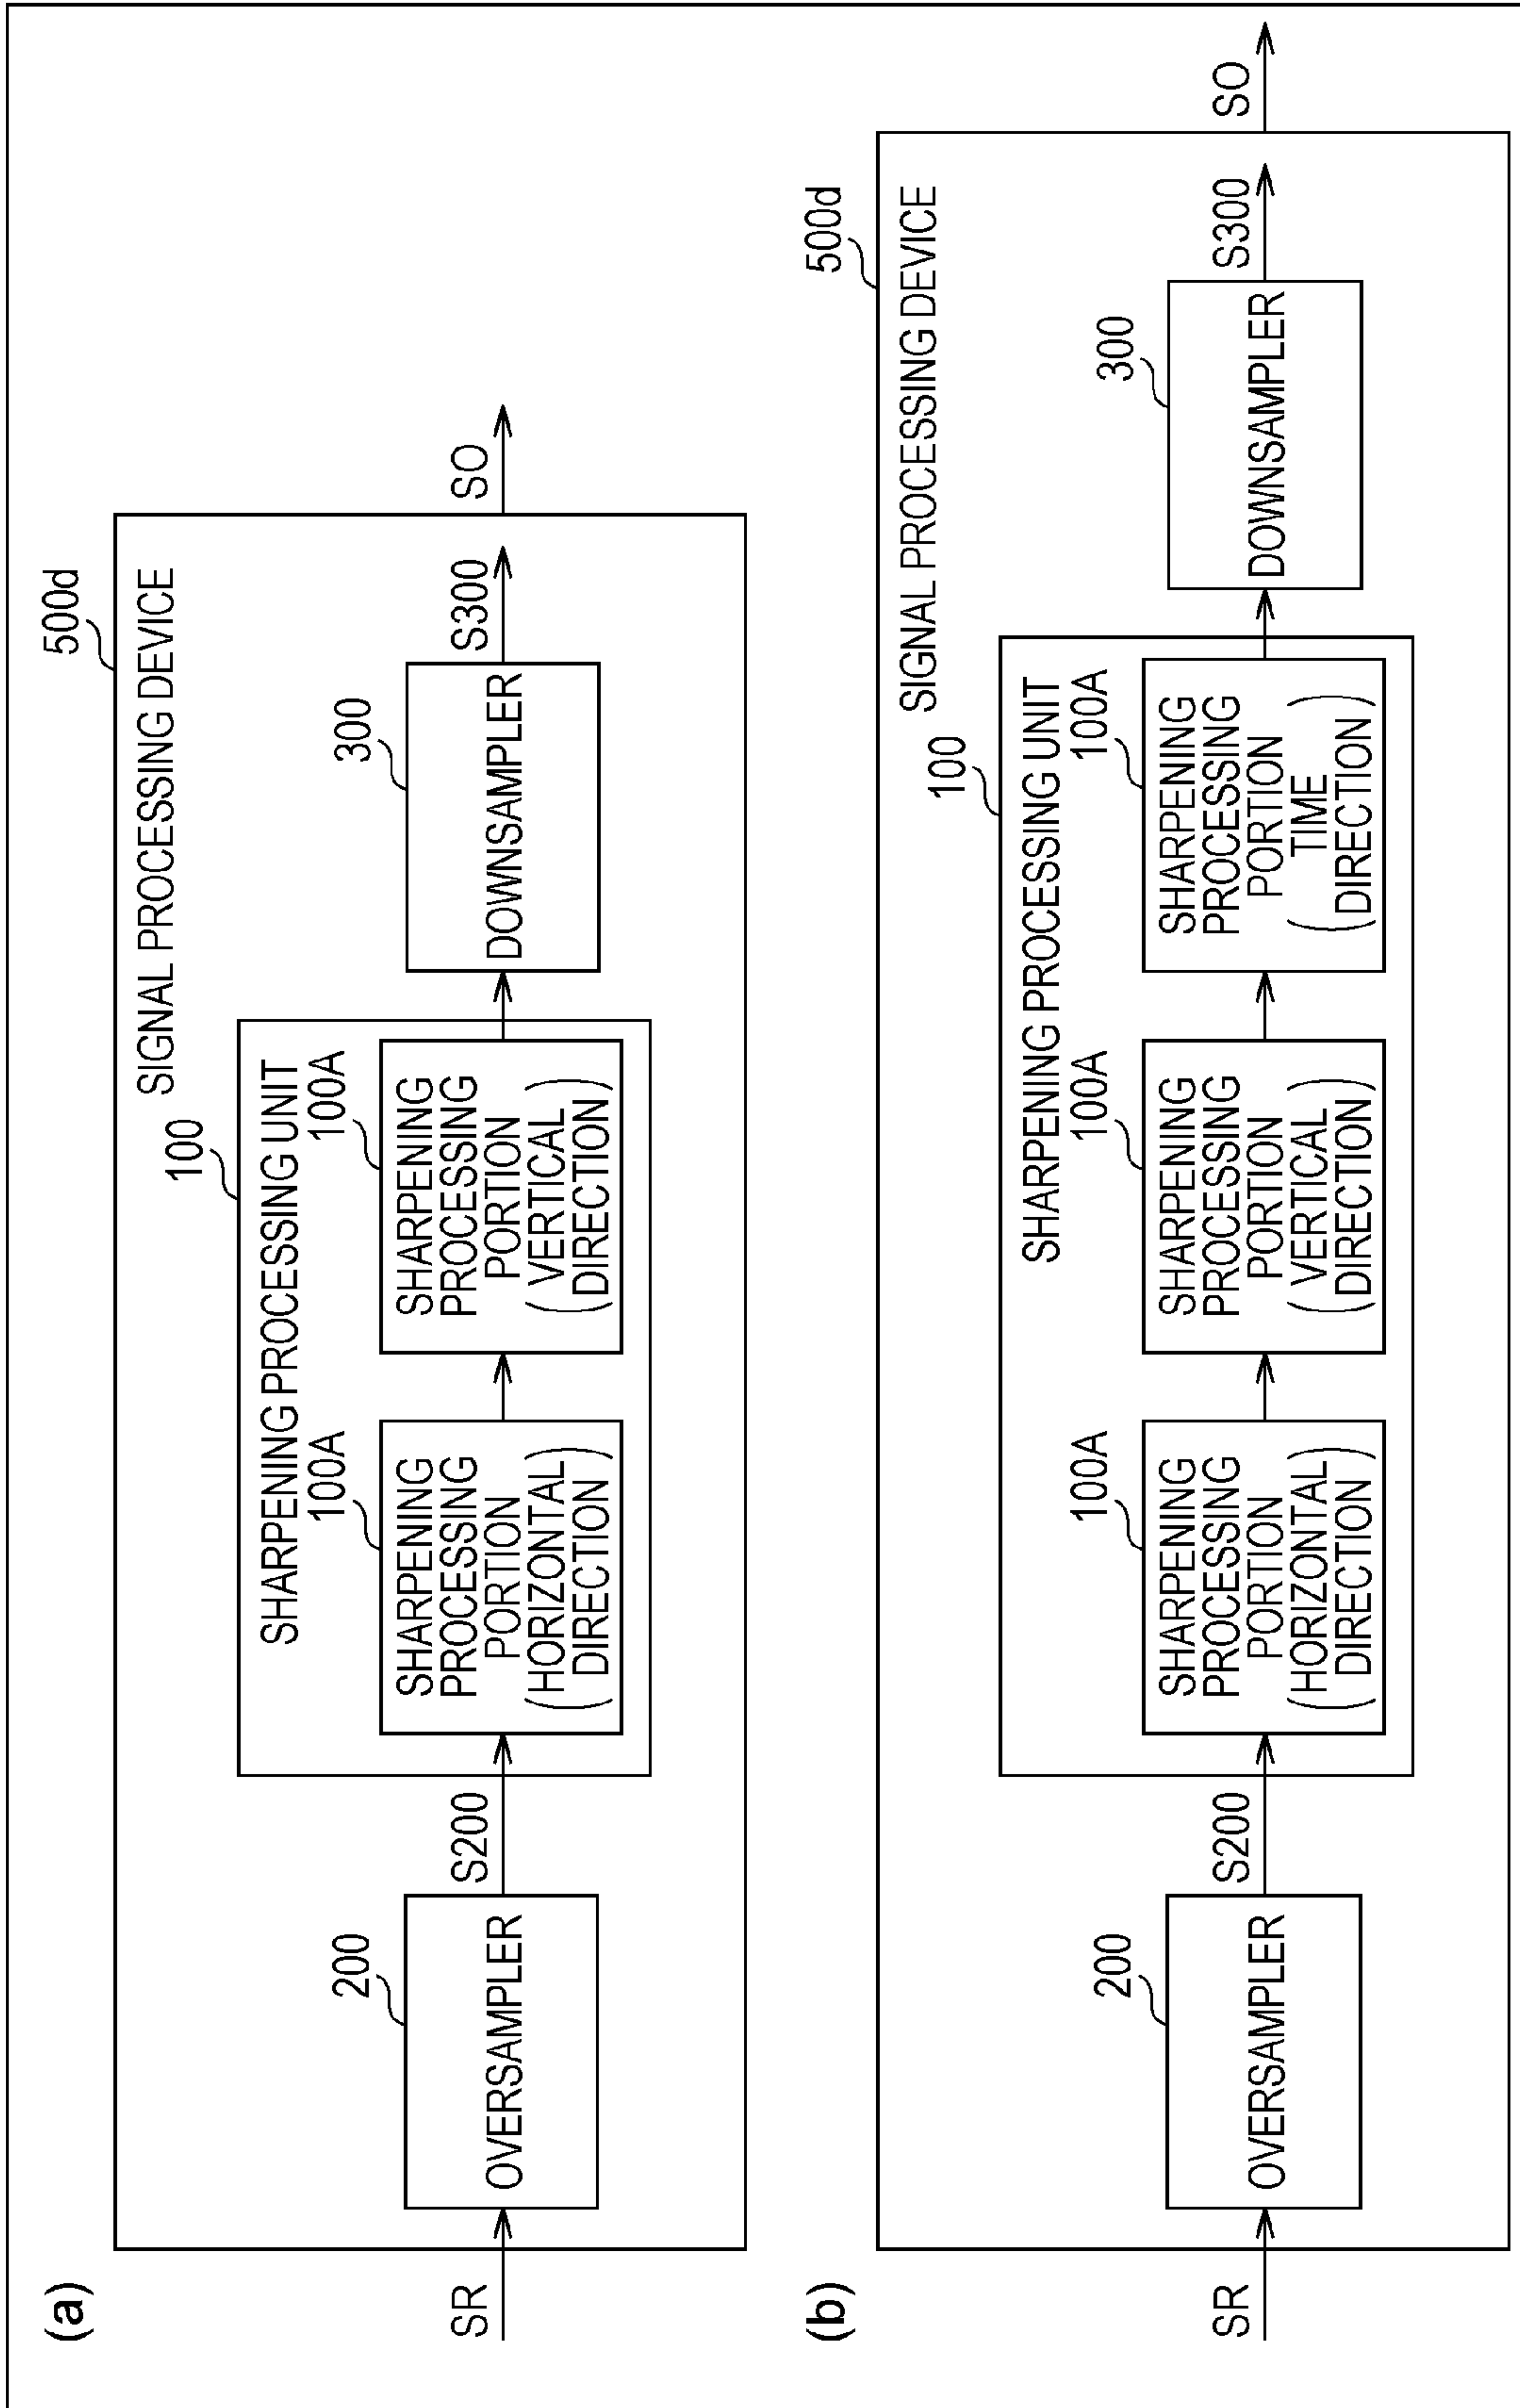 (a)
500d
SIGNAL PROCESSING DEVICE
100
SHARPENING PROCESSING UNIT
SR
200
OVERSAMPLER
S200
100A
SHARPENING
PROCESSING
PORTION
(HORIZONTAL
DIRECTION)
100A
SHARPENING
PROCESSING
PORTION
(VERTICAL
DIRECTION)
300
DOWNSAMPLER
S300
SO
(b)
500d
SIGNAL PROCESSING DEVICE
100
SHARPENING PROCESSING UNIT
SR
200
OVERSAMPLER
S200
100A
SHARPENING
PROCESSING
PORTION
(HORIZONTAL
DIRECTION)
100A
SHARPENING
PROCESSING
PORTION
(VERTICAL
DIRECTION)
100A
SHARPENING
PROCESSING
PORTION
(TIME
DIRECTION)
300
DOWNSAMPLER
S300
SO